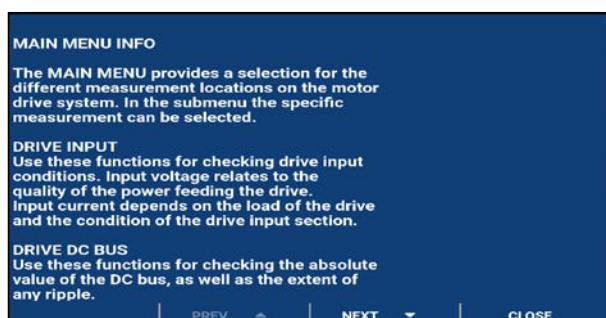 MAIN MENU INFO
The MAIN MENU provides a selection for the
different measurement locations on the motor
drive system. In the submenu the specific
measurement can be selected.
DRIVE INPUT
Use these functions for checking drive input
conditions. Input voltage relates to the
quality of the power feeding the drive.
Input current depends on the load of the drive
and the condition of the drive input section.
DRIVE DC BUS
Use these functions for checking the absolute
value of the DC bus, as well as the extent of
any ripple.
PREV NEXT CLOSE